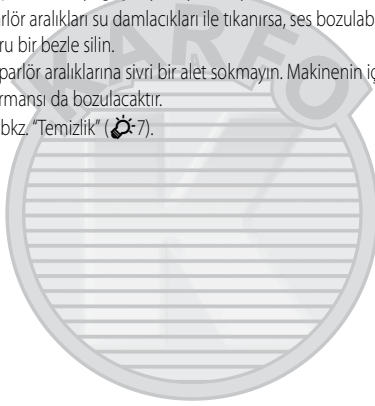 parlör aralıkları su damlacıkları ile tıkanırsa, ses bozulab
ru bir bezle silin.
parlör aralıklarına sivri bir alet sokmayın. Makinenin iç
rmansı da bozulacaktır.
bkz. “Temizlik” (7).
KARFO